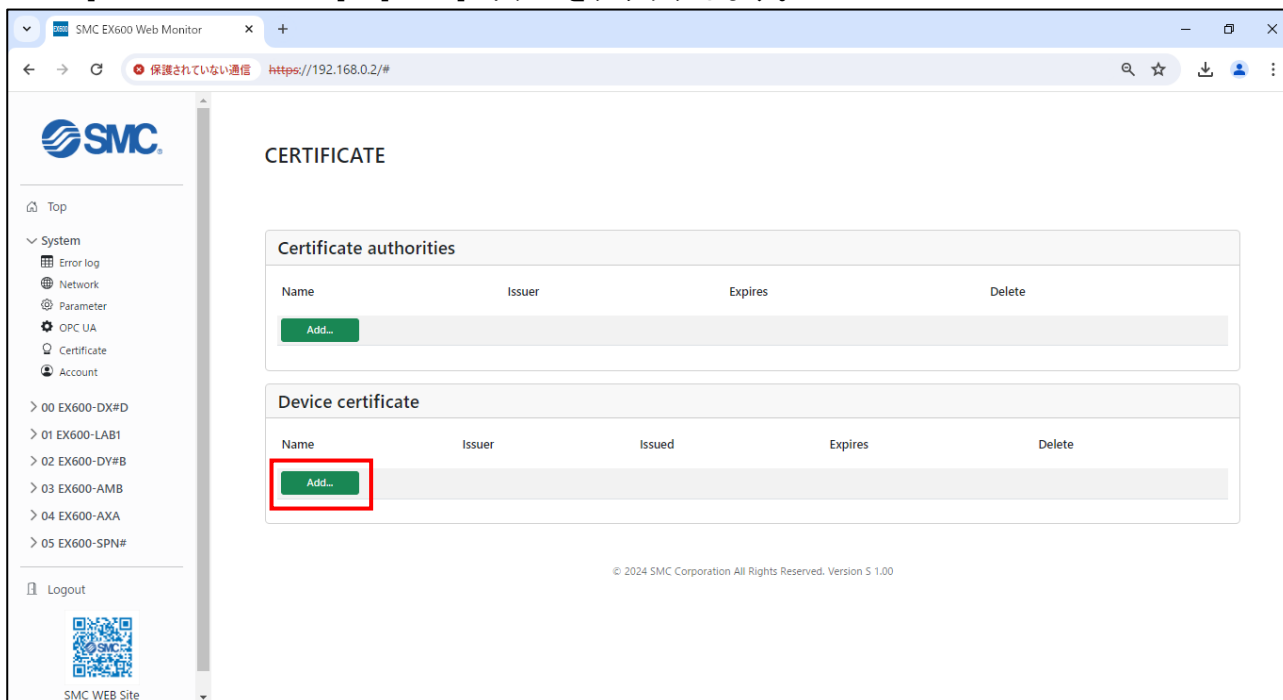 SMC EX600 Web Monitor
保護されていない通信 https://192.168.0.2/#
SMC.
Top
System
Error log
Network
Parameter
OPC UA
Certificate
Account
00 EX600-DX#D
01 EX600-LAB1
02 EX600-DY#B
03 EX600-AMB
04 EX600-AXA
05 EX600-SPN#
Logout
SMC
SMC WEB Site
CERTIFICATE
Certificate authorities
Name Issuer Expires Delete
Add...
Device certificate
Name Issuer Issued Expires Delete
Add...
© 2024 SMC Corporation All Rights Reserved. Version S 1.00